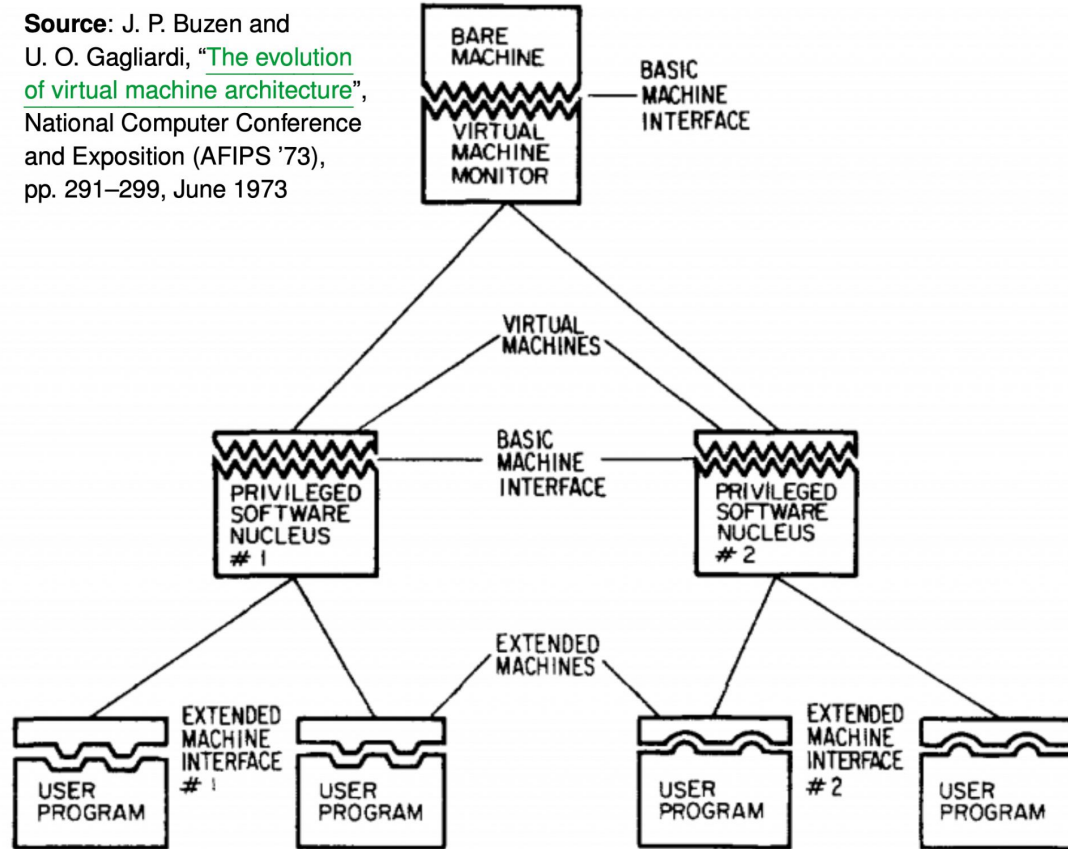 Source: J. P. Buzen and
U. O. Gagliardi, “The evolution
of virtual machine architecture”,
National Computer Conference
and Exposition (AFIPS ’73),
pp. 291–299, June 1973
BARE
MACHINE
BASIC
MACHINE
INTERFACE
VIRTUAL
MACHINE
MONITOR
VIRTUAL
MACHINES
BASIC
MACHINE
INTERFACE
PRIVILEGED
SOFTWARE
NUCLEUS
# 1
PRIVILEGED
SOFTWARE
NUCLEUS
# 2
EXTENDED
MACHINES
EXTENDED
MACHINE
INTERFACE
# 1
EXTENDED
MACHINE
INTERFACE
# 2
USER
PROGRAM
USER
PROGRAM
USER
PROGRAM
USER
PROGRAM